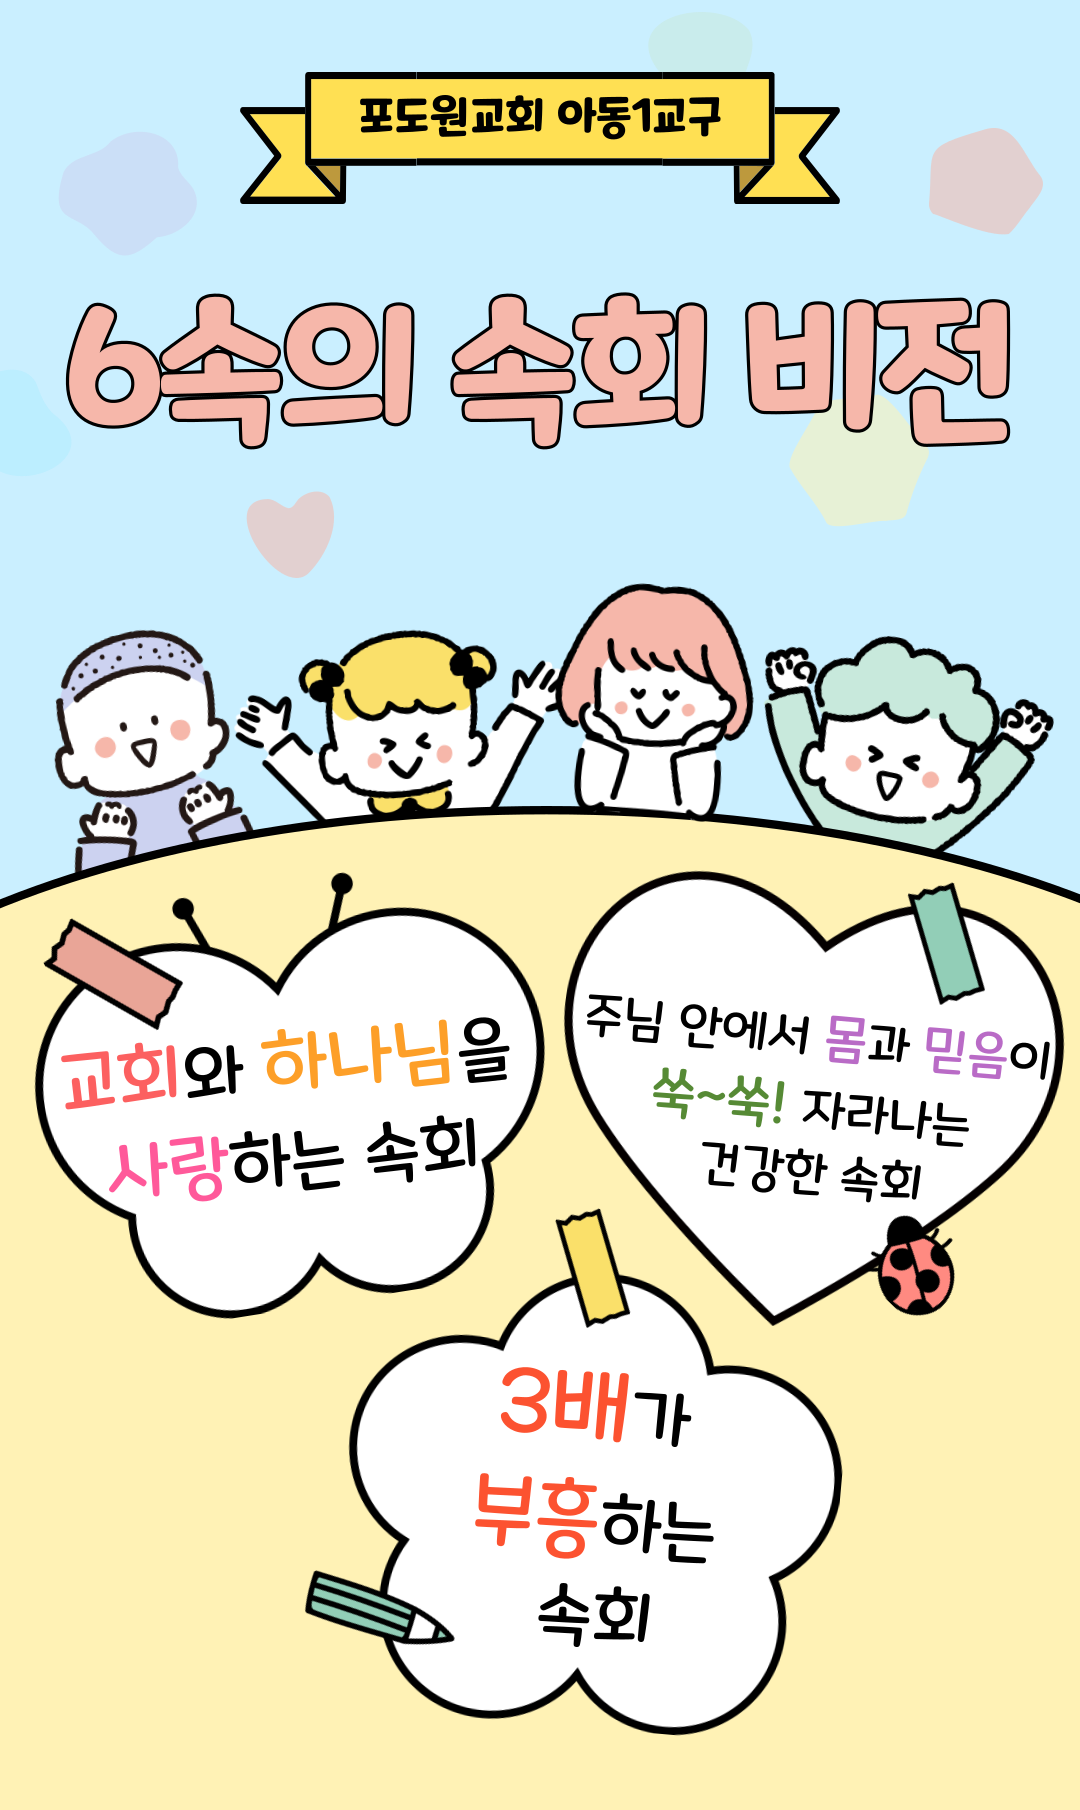 포도원교회 아동1교구
6속의 속회 비전
교회와 하나님을
사랑하는 속회
주님 안에서 몸과 믿음이
쑥~쑥! 자라나는
건강한 속회
3배가
부흥하는
속회